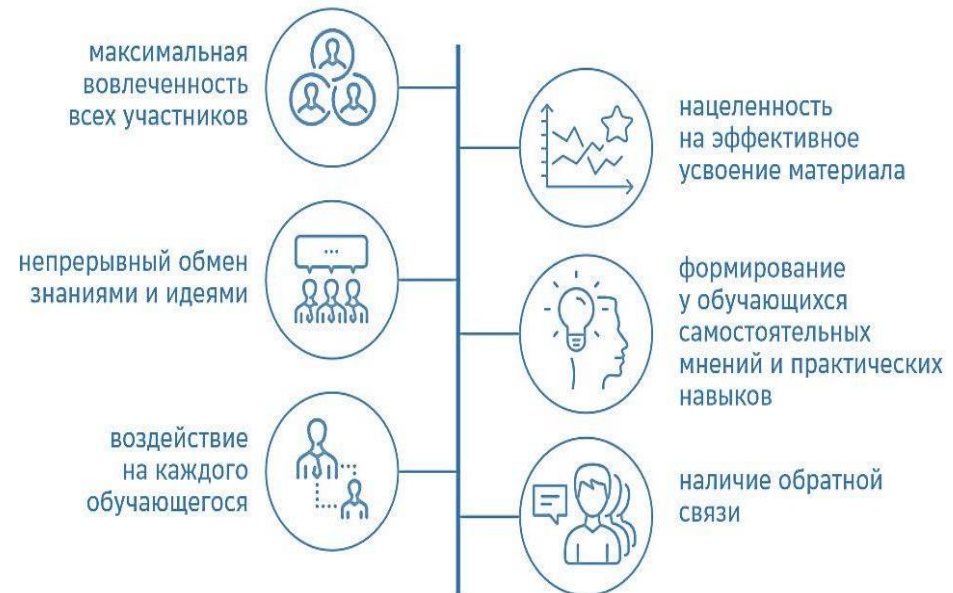 максимальная
вовлеченность
всех участников
нацеленность
на эффективное
усвоение материала
непрерывный обмен
знаниями и идеями
формирование
у обучающихся
самостоятельных
мнений и практических
навыков
воздействие
на каждого
обучающегося
наличие обратной
связи